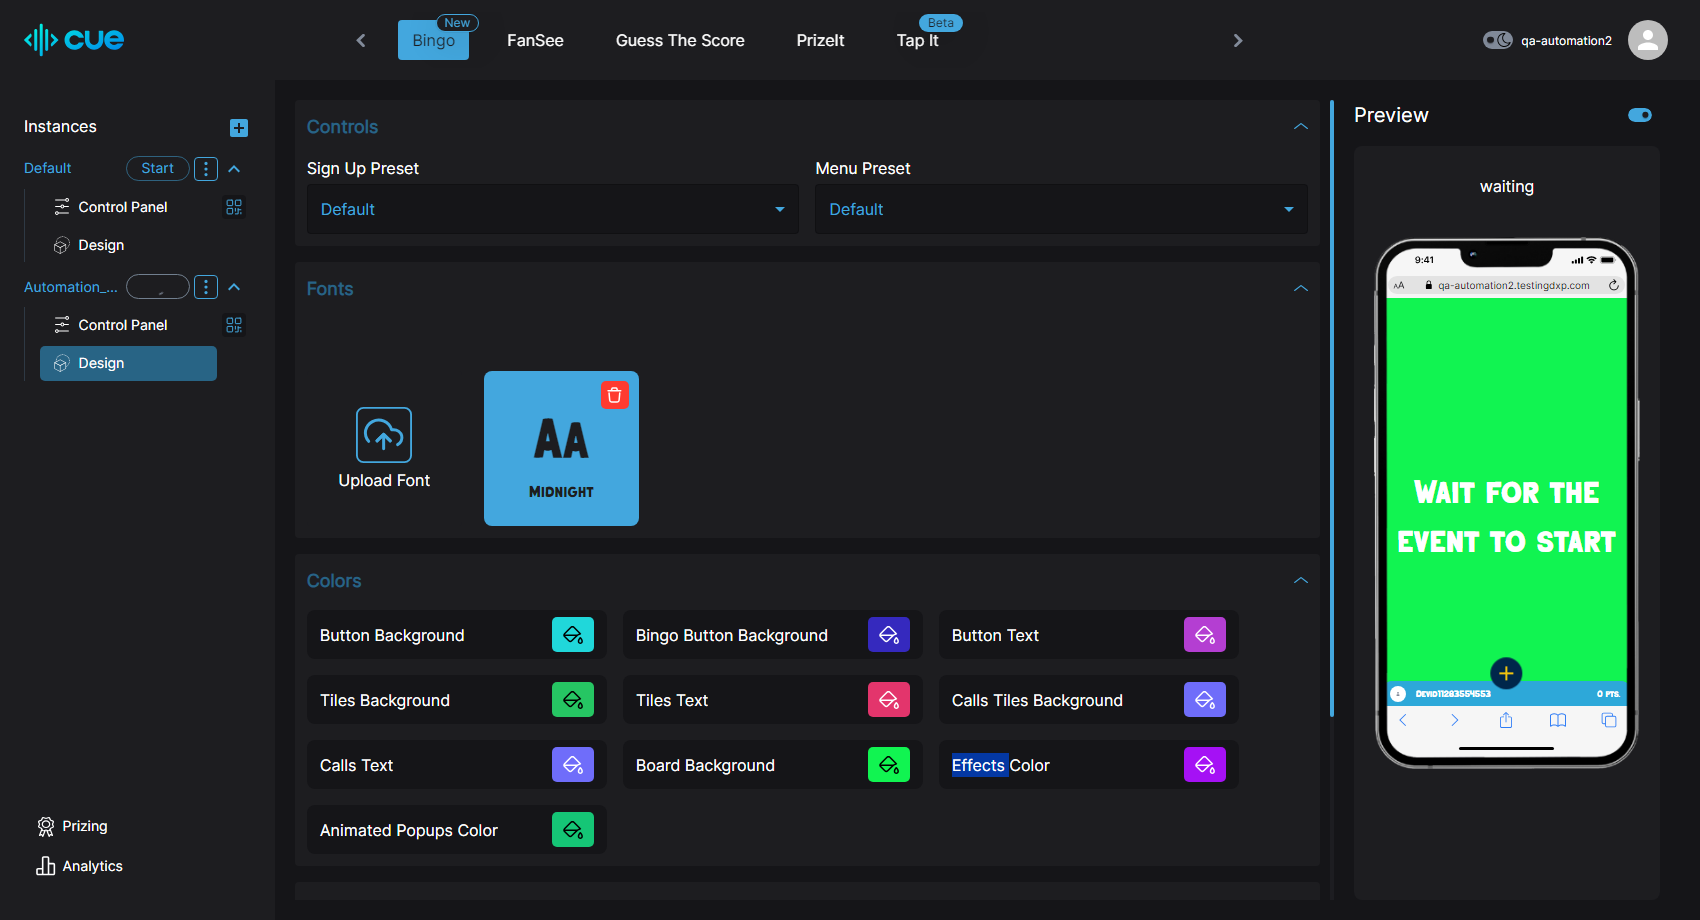 cue
New
Bingo
FanSee
Guess The Score
PrizeIt
Beta
Tap It
qa-automation2
Instances
Default
Start
Control Panel
Design
Automation_...
Control Panel
Design
Prizing
Analytics
Controls
Sign Up Preset
Menu Preset
Default
Default
Fonts
Upload Font
Aa
Midnight
Colors
Button Background
Bingo Button Background
Button Text
Tiles Background
Tiles Text
Calls Tiles Background
Calls Text
Board Background
Effects Color
Animated Popups Color
Preview
waiting
9:41
AA
qa-automation2.testingdxp.com
Wait for the
event to start
Devid11283554553
0 pts.